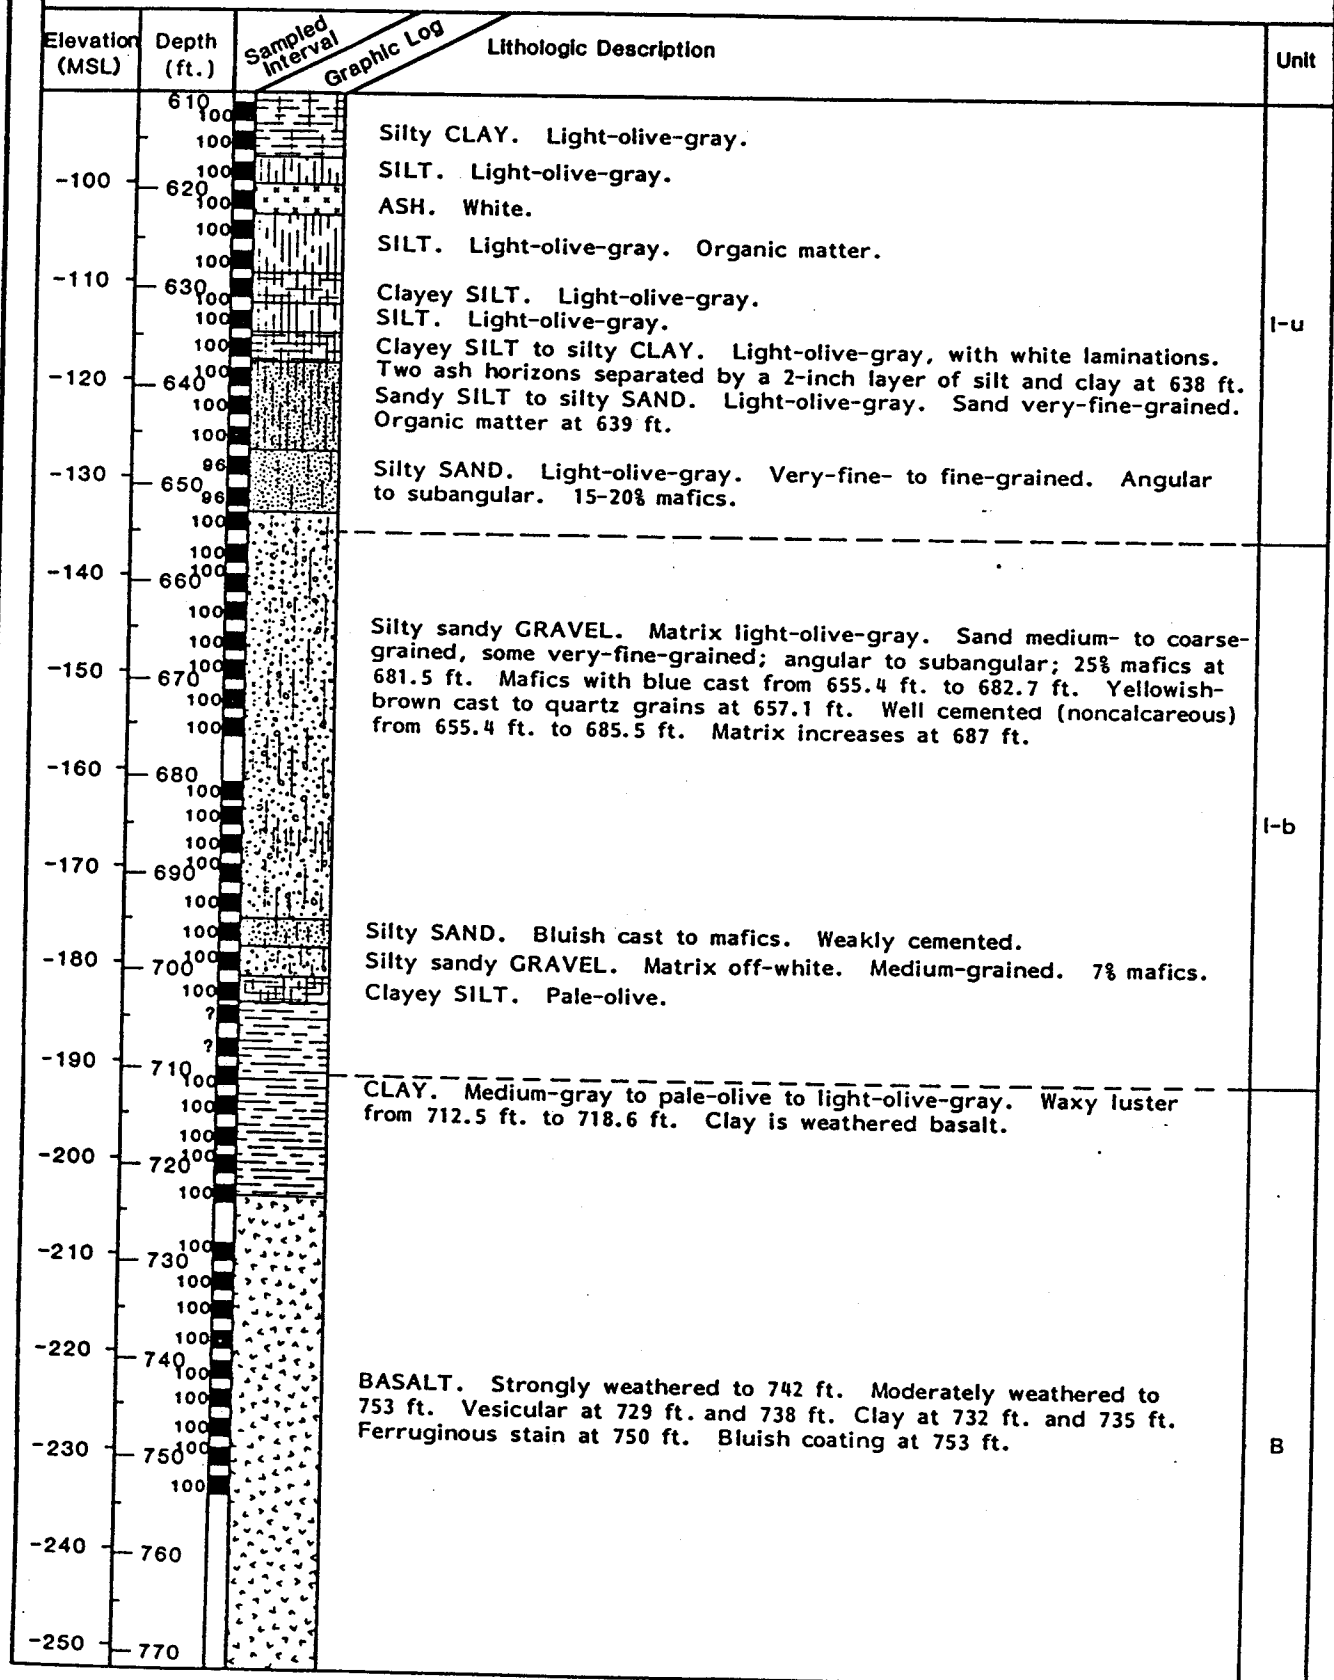 Elevation (MSL)
Depth (ft.)
Sampled Interval
Graphic Log
Lithologic Description
Unit
610
100
Silty CLAY. Light-olive-gray.
100
100
SILT. Light-olive-gray.
-100
620
100
ASH. White.
100
SILT. Light-olive-gray. Organic matter.
100
-110
630
100
Clayey SILT. Light-olive-gray.
100
SILT. Light-olive-gray.
I-u
100
Clayey SILT to silty CLAY. Light-olive-gray, with white laminations.
-120
640
100
Two ash horizons separated by a 2-inch layer of silt and clay at 638 ft.
100
Sandy SILT to silty SAND. Light-olive-gray. Sand very-fine-grained.
Organic matter at 639 ft.
100
96
Silty SAND. Light-olive-gray. Very-fine- to fine-grained. Angular
-130
650
96
to subangular. 15-20% mafics.
100
100
-140
660
100
100
Silty sandy GRAVEL. Matrix light-olive-gray. Sand medium- to coarse-
100
grained, some very-fine-grained; angular to subangular; 25% mafics at
-150
670
100
681.5 ft. Mafics with blue cast from 655.4 ft. to 682.7 ft. Yellowish-
100
brown cast to quartz grains at 657.1 ft. Well cemented (noncalcareous)
100
from 655.4 ft. to 685.5 ft. Matrix increases at 687 ft.
-160
680
100
100
I-b
100
-170
690
100
100
100
Silty SAND. Bluish cast to mafics. Weakly cemented.
-180
700
100
Silty sandy GRAVEL. Matrix off-white. Medium-grained. 7% mafics.
100
Clayey SILT. Pale-olive.
?
?
-190
710
100
CLAY. Medium-gray to pale-olive to light-olive-gray. Waxy luster
100
from 712.5 ft. to 718.6 ft. Clay is weathered basalt.
100
-200
720
100
100
-210
730
100
100
100
100
-220
740
100
BASALT. Strongly weathered to 742 ft. Moderately weathered to
100
753 ft. Vesicular at 729 ft. and 738 ft. Clay at 732 ft. and 735 ft.
100
Ferruginous stain at 750 ft. Bluish coating at 753 ft.
-230
750
100
B
100
-240
760
-250
770